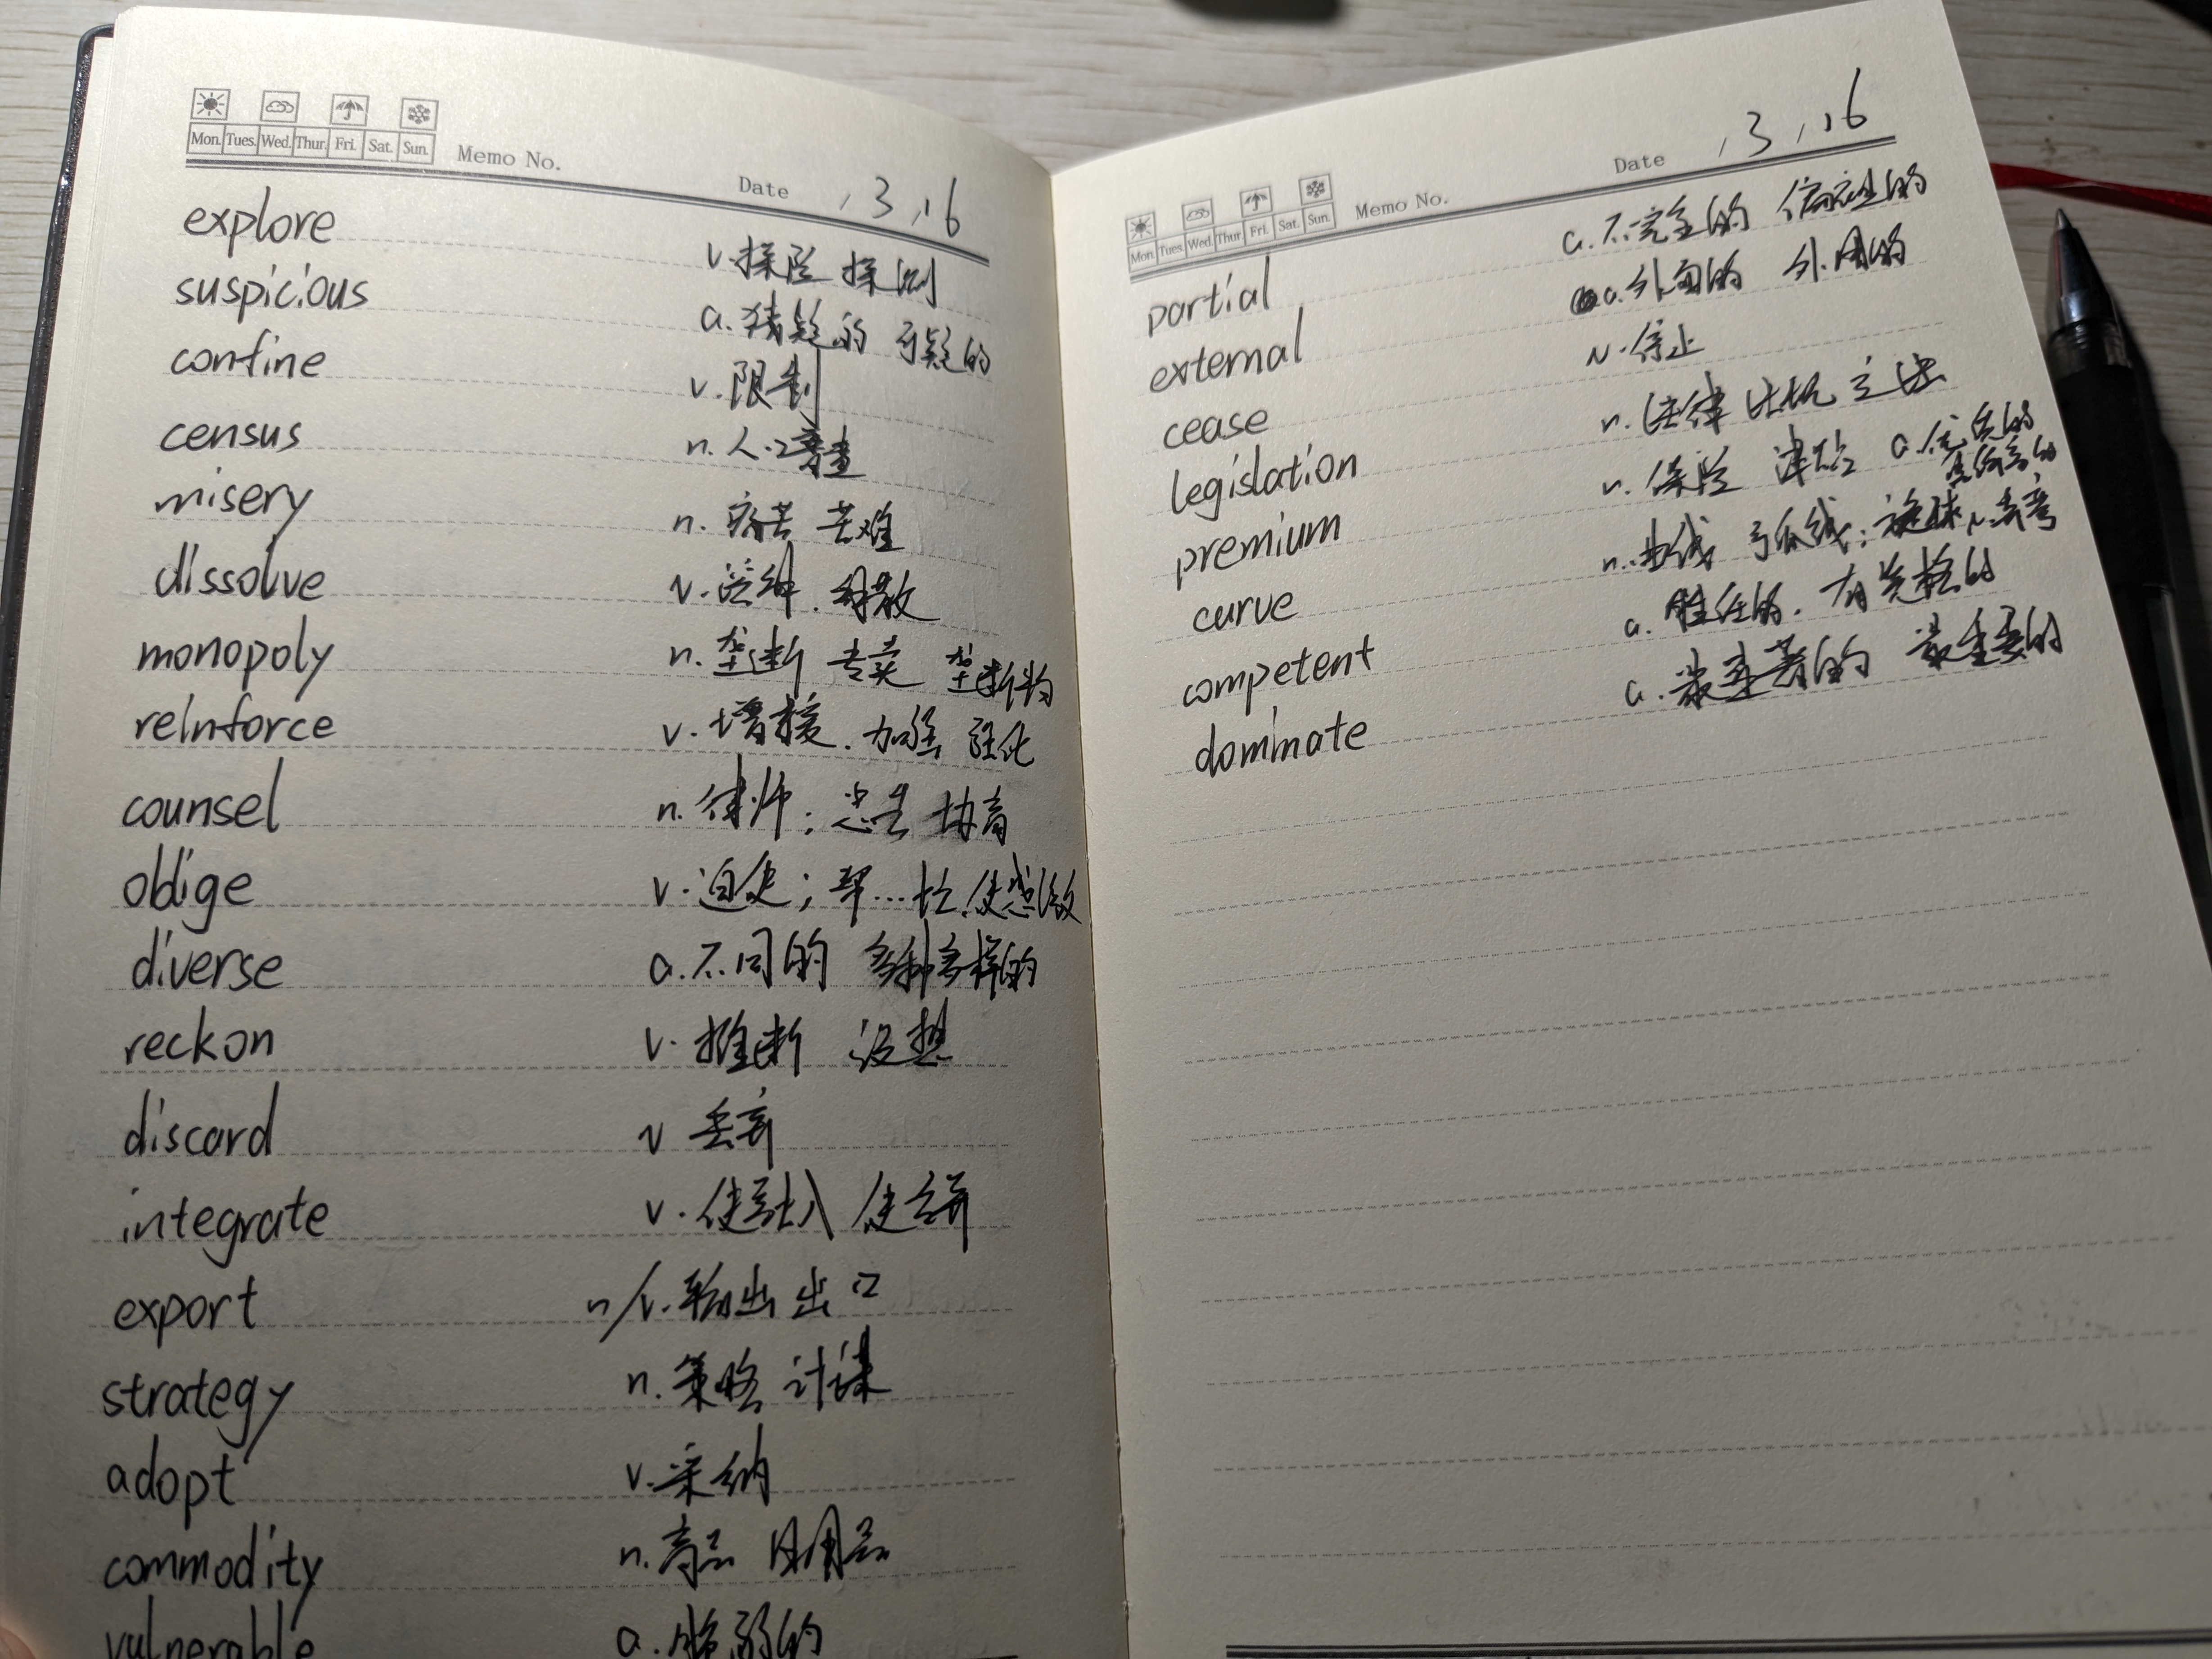 Mon. Tues. Wed. Thur. Fri. Sat. Sun. Memo No. Date , 3 , 16
explore v. 探险 探测
suspicious a. 猜疑的 可疑的
confine v. 限制
census n. 人口普查
misery n. 痛苦 苦难
dissolve v. 溶解. 解散
monopoly n. 垄断 专卖 垄断物
reinforce v. 增援. 加强 强化
counsel n. 律师; 忠告
oblige v. 迫使; 帮…忙. 使感激
diverse a. 不同的 多种多样的
reckon v. 推断 设想
discard v 丢弃
integrate v. 使融入 使合并
export n/v. 输出 出口
strategy n. 策略 计谋
adopt v. 采纳
commodity n. 商品 日用品
vulnerable a. 脆弱的
Mon. Tues. Wed. Thur. Fri. Sat. Sun. Memo No. Date , 3 , 16
partial a. 不完全的 偏向的
external a. 外面的 外用的
cease v. 停止
legislation n. 法律 法规 立法
premium n. 保险 津贴 a. 优质的
curve n. 曲线 弧线; 旋球 v.
competent a. 胜任的. 有资格的
dominate a. 最显著的 最重要的